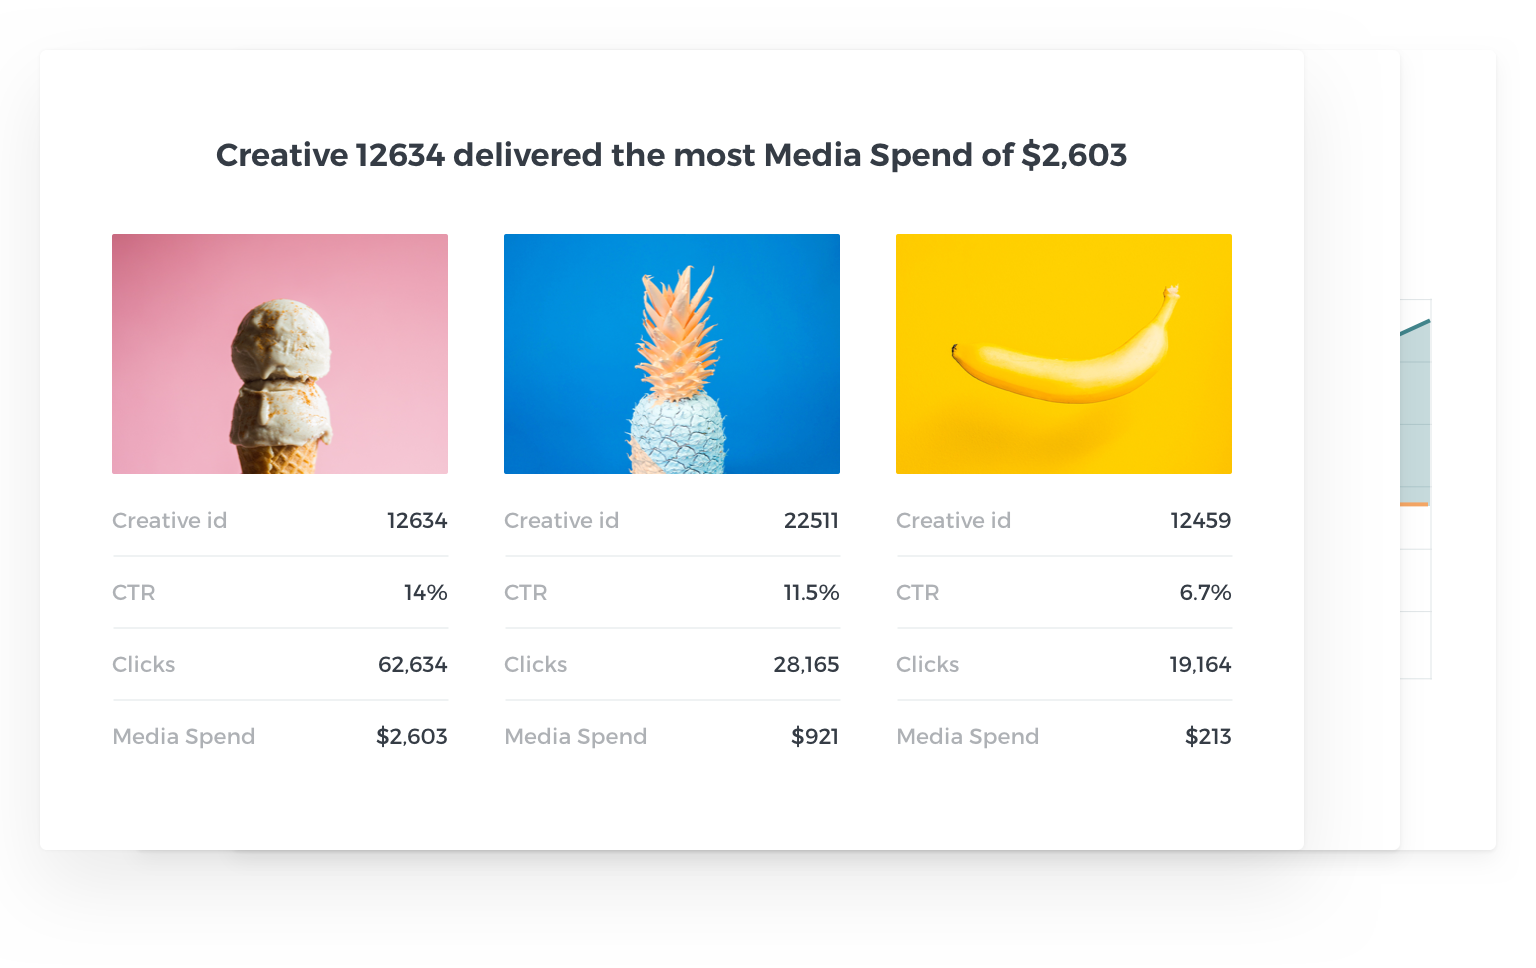 Creative 12634 delivered the most Media Spend of $2,603
Creative id 12634
CTR 14%
Clicks 62,634
Media Spend $2,603
Creative id 22511
CTR 11.5%
Clicks 28,165
Media Spend $921
Creative id 12459
CTR 6.7%
Clicks 19,164
Media Spend $213